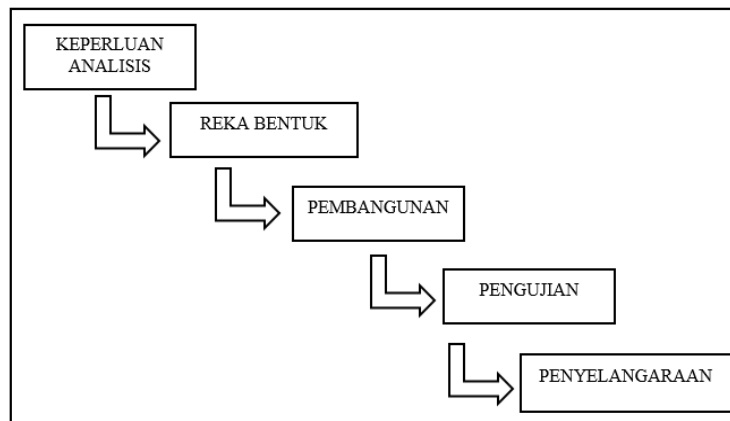 KEPERLUAN
ANALISIS
REKA BENTUK
PEMBANGUNAN
PENGUJIAN
PENYELANGARAAN